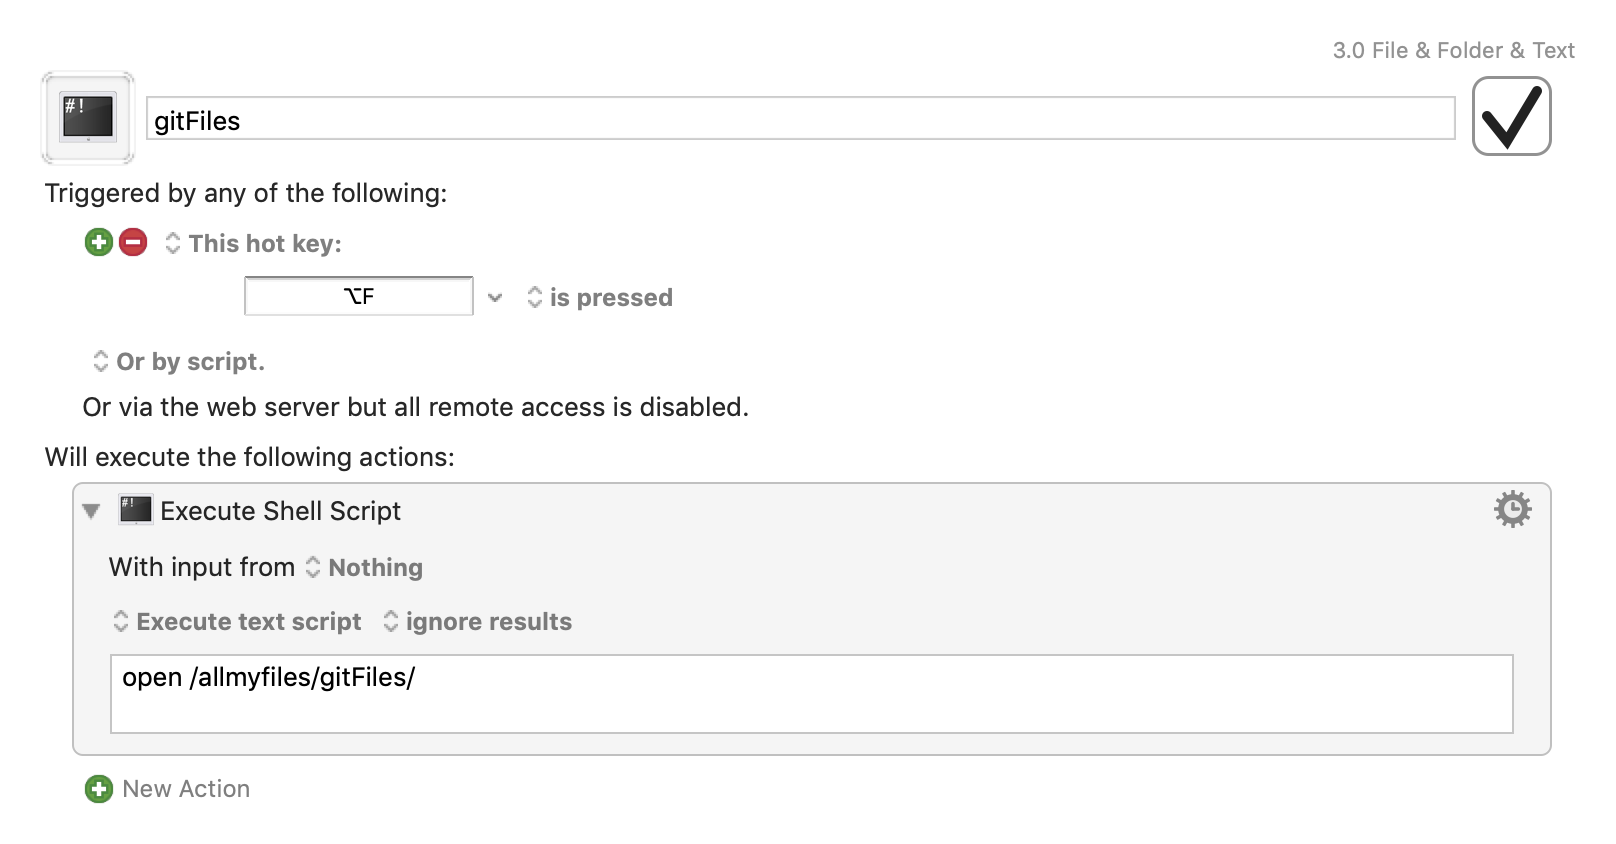 3.0 File & Folder & Text
#!
gitFiles
Triggered by any of the following:
This hot key:
⌥F
is pressed
Or by script.
Or via the web server but all remote access is disabled.
Will execute the following actions:
#! Execute Shell Script
With input from Nothing
Execute text script ignore results
open /allmyfiles/gitFiles/
New Action